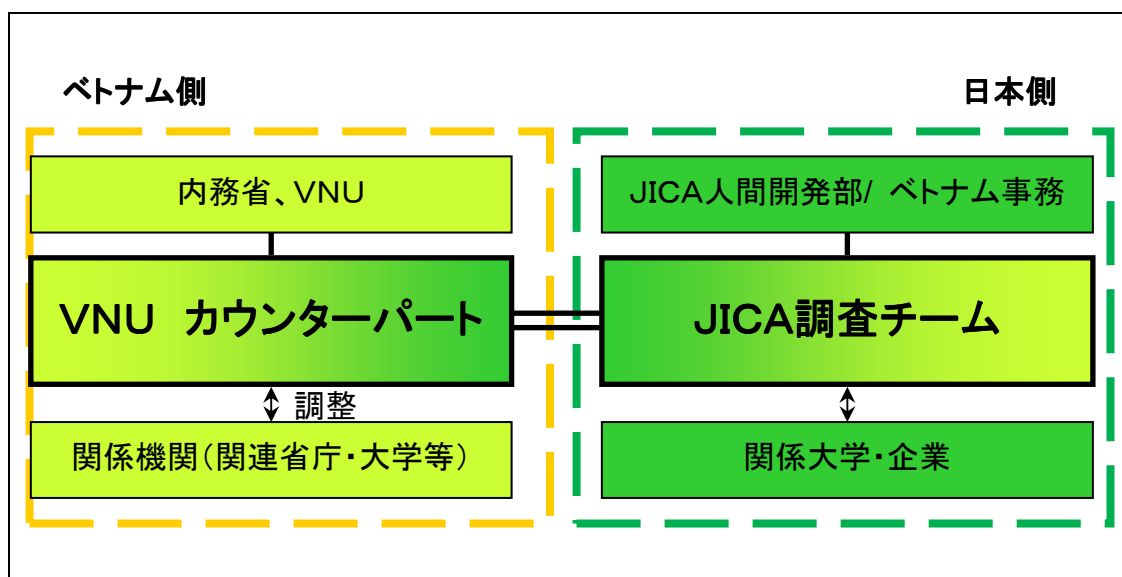 ベトナム側
日本側
内務省、VNU
JICA人間開発部/ ベトナム事務
VNU カウンターパート
JICA調査チーム
調整
関係機関(関連省庁・大学等)
関係大学・企業